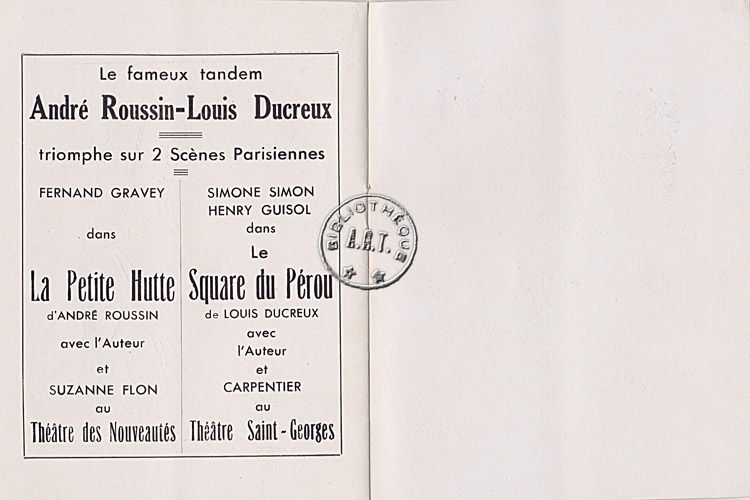 Le fameux tandem
André Roussin-Louis Ducreux
triomphe sur 2 Scènes Parisiennes
FERNAND GRAVEY
dans
La Petite Hutte
d'ANDRÉ ROUSSIN
avec l'Auteur
et
SUZANNE FLON
au
Théâtre des Nouveautés
SIMONE SIMON
HENRY GUISOL
dans
Le
Square du Pérou
de LOUIS DUCREUX
avec
l'Auteur
et
CARPENTIER
au
Théâtre Saint-Georges
BIBLIOTHÈQUE
A.R.T.